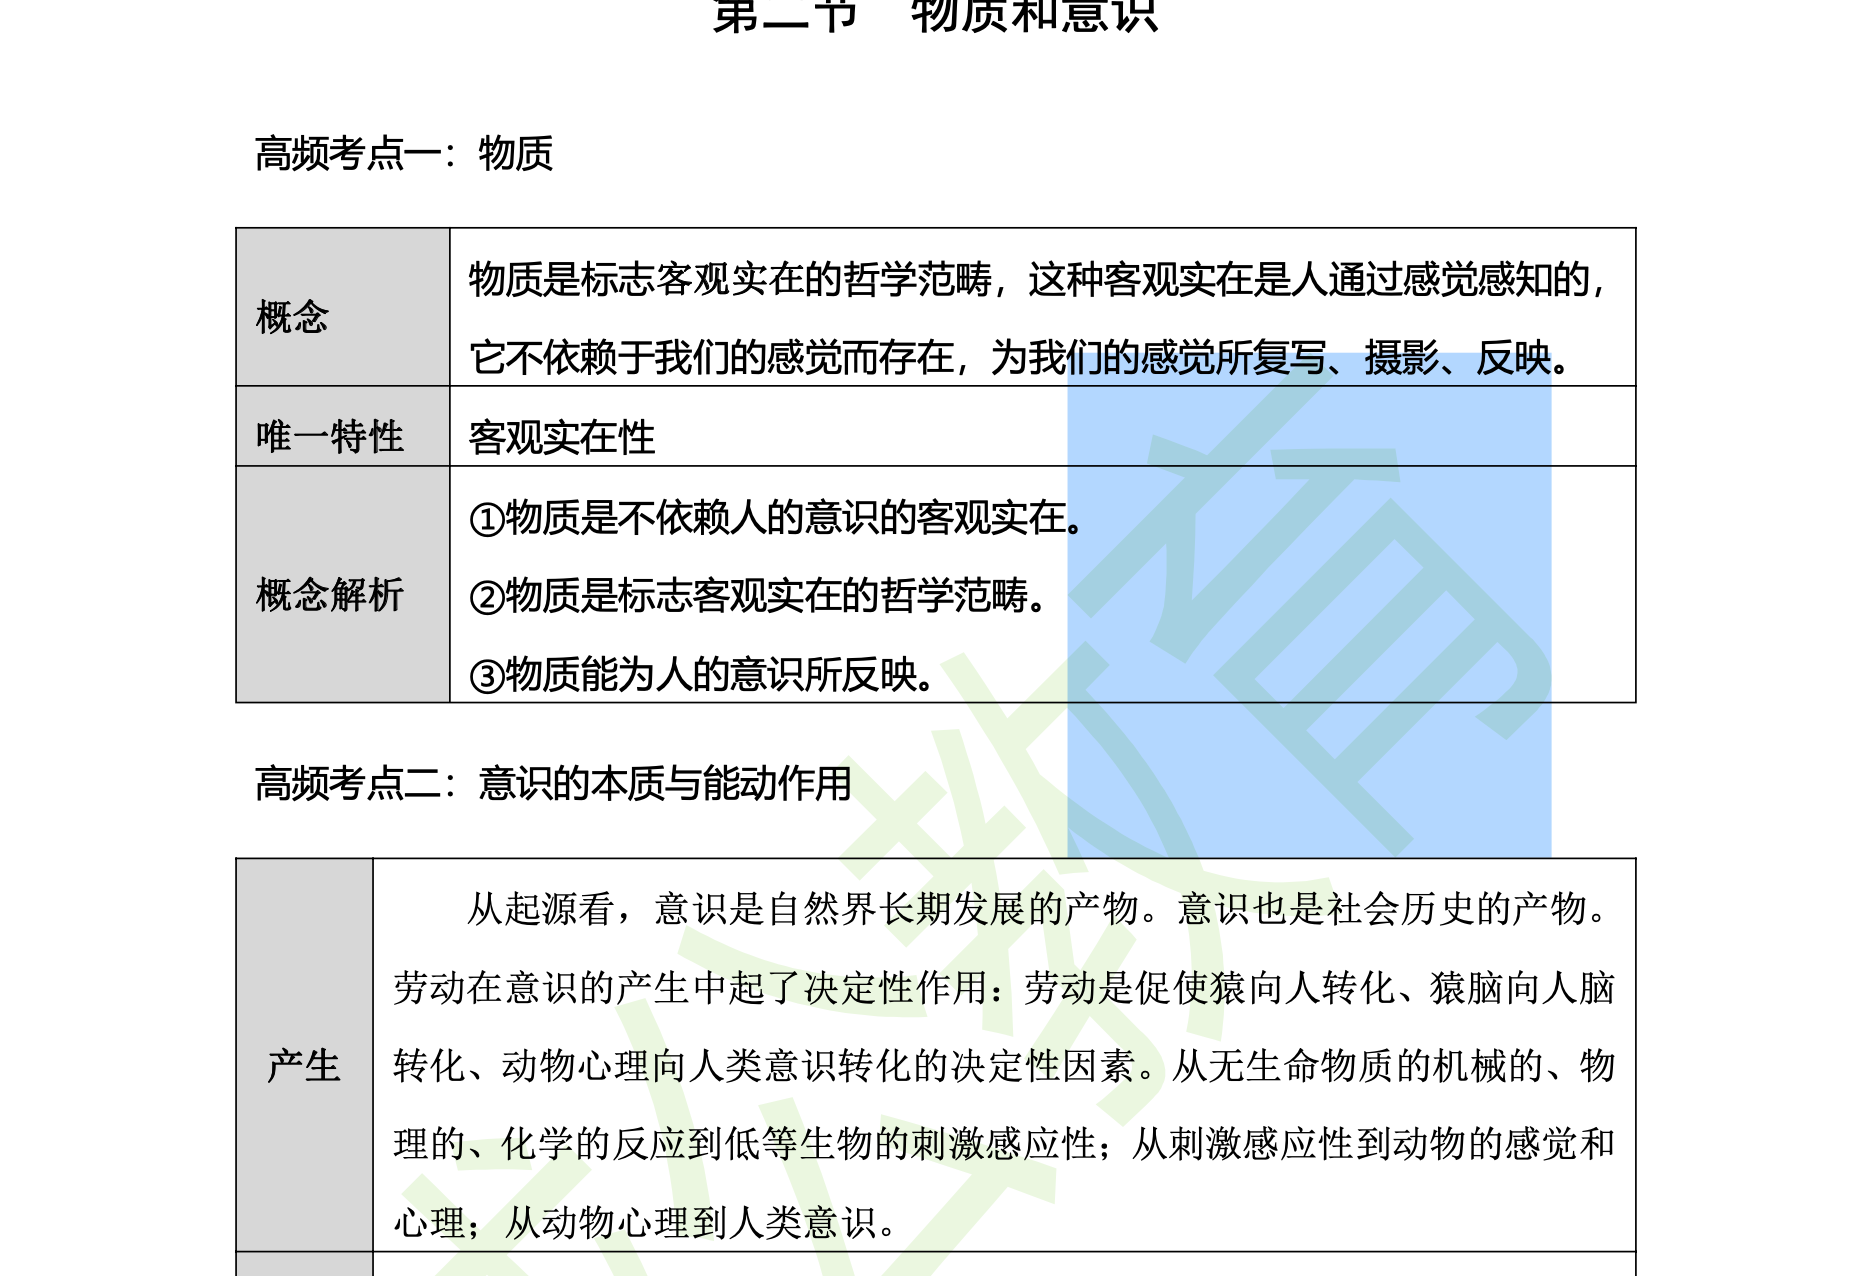 第二节 物质和意识
高频考点一：物质
概念
物质是标志客观实在的哲学范畴，这种客观实在是人通过感觉感知的，
它不依赖于我们的感觉而存在，为我们的感觉所复写、摄影、反映。
唯一特性
客观实在性
概念解析
①物质是不依赖人的意识的客观实在。
②物质是标志客观实在的哲学范畴。
③物质能为人的意识所反映。
高频考点二：意识的本质与能动作用
产生
从起源看，意识是自然界长期发展的产物。意识也是社会历史的产物。
劳动在意识的产生中起了决定性作用：劳动是促使猿向人转化、猿脑向人脑
转化、动物心理向人类意识转化的决定性因素。从无生命物质的机械的、物
理的、化学的反应到低等生物的刺激感应性；从刺激感应性到动物的感觉和
心理；从动物心理到人类意识。
公教育